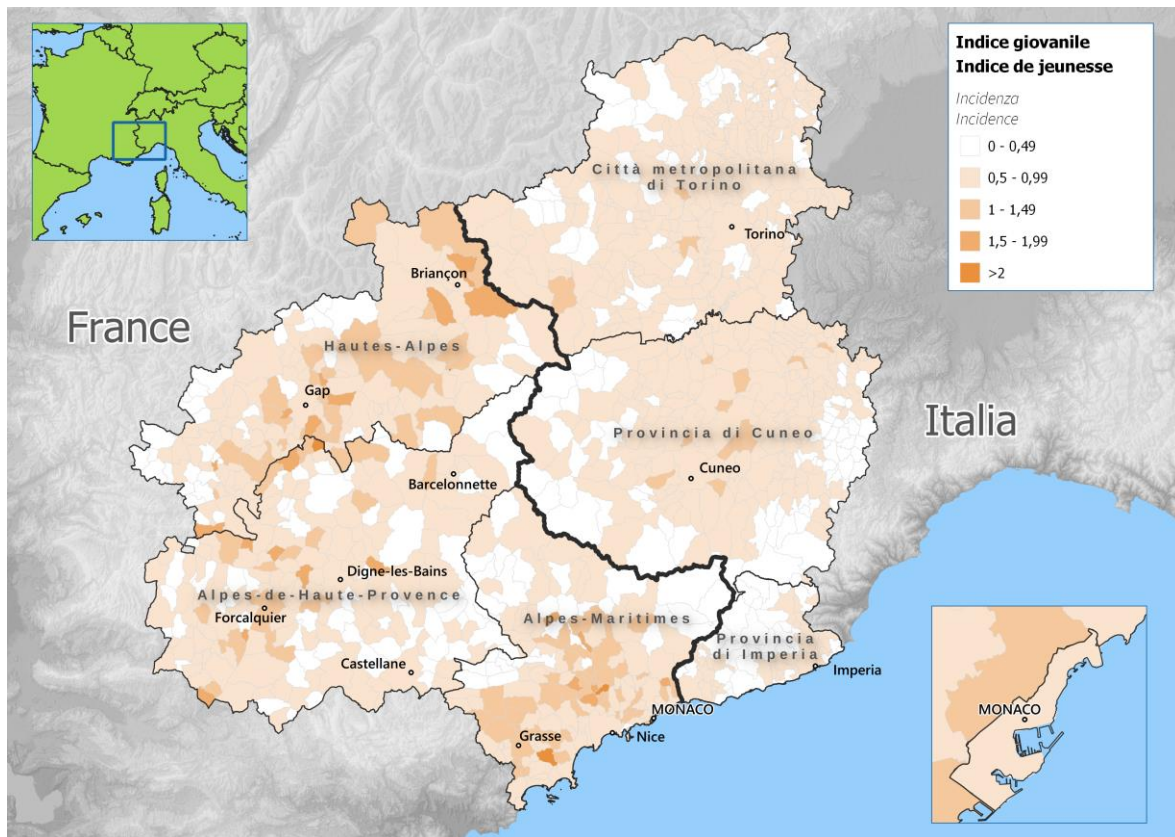 Indice giovanile
Indice de jeunesse
Incidenza
Incidence
0 - 0,49
0,5 - 0,99
1 - 1,49
1,5 - 1,99
>2
Città metropolitana
di Torino
Torino
Briançon
France
Hautes-Alpes
Gap
Italia
Provincia di Cuneo
Cuneo
Barcelonnette
Digne-les-Bains
Alpes-de-Haute-Provence
Forcalquier
Alpes-Maritimes
Provincia
di Imperia
Imperia
Castellane
MONACO
Nice
Grasse
MONACO